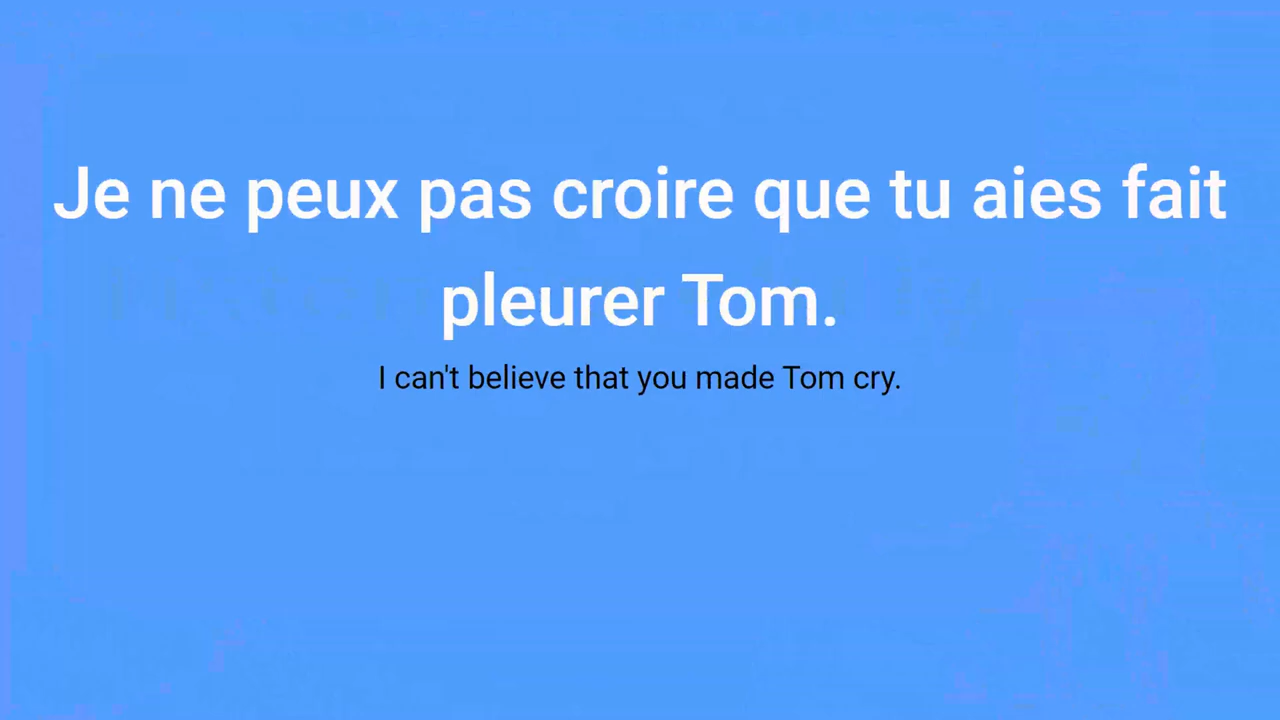 Je ne peux pas croire que tu aies fait
pleurer Tom.
I can't believe that you made Tom cry.